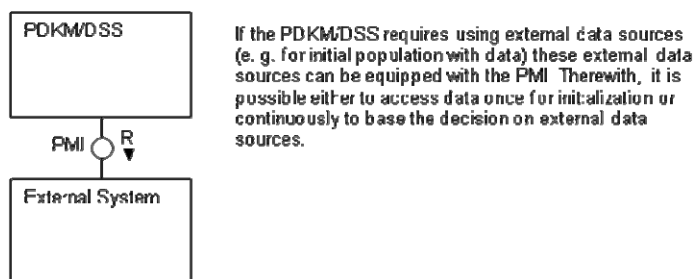 PDKM/DSS
If the PDKM/DSS requires using external data sources
(e. g. for initial population with data) these external data
sources can be equipped with the PMI. Therewith, it is
possible either to access data once for initialization or
continuously to base the decision on external data
sources.
PMI
R
External System